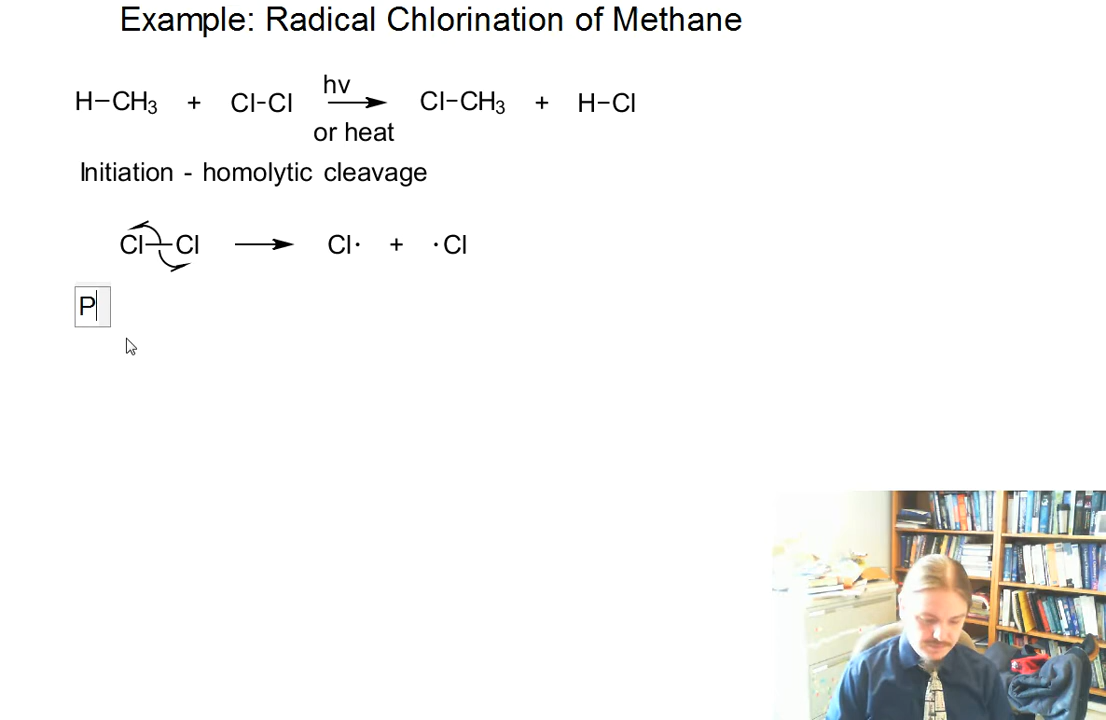 Example: Radical Chlorination of Methane
H–CH₃ + Cl-Cl hv or heat Cl–CH₃ + H–Cl
Initiation - homolytic cleavage
Cl–Cl Cl· + ·Cl
P